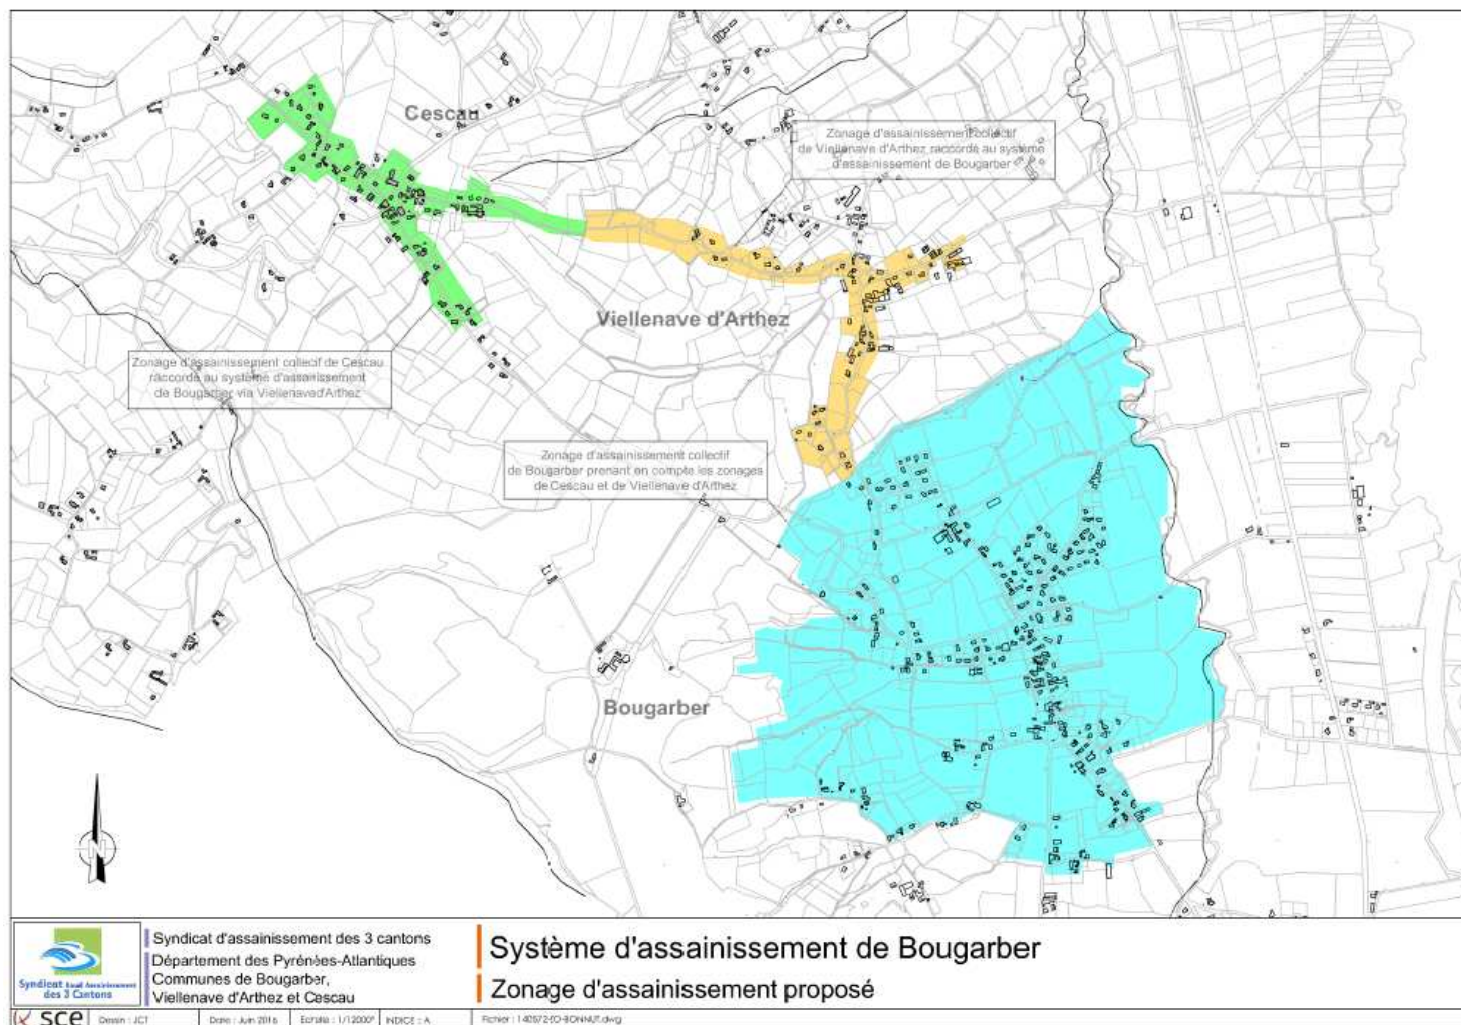 Cescau
Zonage d'assainissement collectif
de Viellenave d'Arthez raccordé au système
d'assainissement de Bougarber
Viellenave d'Arthez
Zonage d'assainissement collectif de Cescau
raccordé au système d'assainissement
de Bougarber via Viellenaved'Arthez
Zonage d'assainissement collectif
de Bougarber prenant en compte les zonages
de Cescau et de Viellenave d'Arthez
Bougarber
Syndicat Assainissement
des 3 Cantons
Syndicat d'assainissement des 3 cantons
Département des Pyrénées-Atlantiques
Communes de Bougarber,
Viellenave d'Arthez et Cescau
Système d'assainissement de Bougarber
Zonage d'assainissement proposé
sce
Dessin : JCT
Date : Juin 2016
Echelle : 1/12000°
INDICE : A
Fichier :